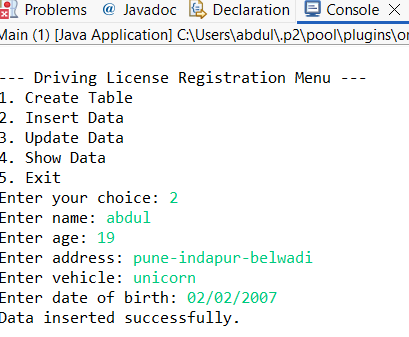 Problems @ Javadoc Declaration Console ×
Main (1) [Java Application] C:\Users\abdul\.p2\pool\plugins\or
--- Driving License Registration Menu ---
1. Create Table
2. Insert Data
3. Update Data
4. Show Data
5. Exit
Enter your choice: 2
Enter name: abdul
Enter age: 19
Enter address: pune-indapur-belwadi
Enter vehicle: unicorn
Enter date of birth: 02/02/2007
Data inserted successfully.